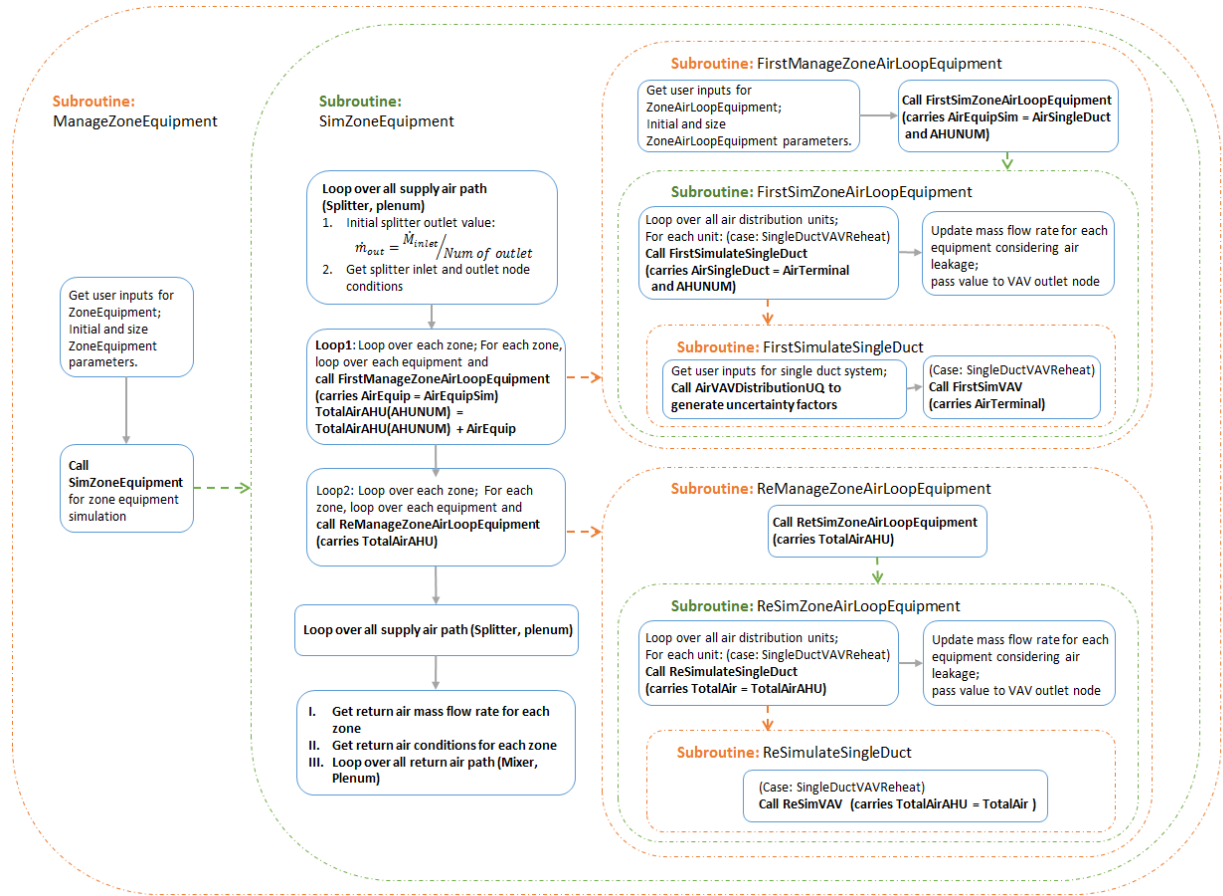 Subroutine:
ManageZoneEquipment
Get user inputs for
ZoneEquipment;
Initial and size
ZoneEquipment
parameters.
Call
SimZoneEquipment
for zone equipment
simulation
Subroutine:
SimZoneEquipment
Loop over all supply air path
(Splitter, plenum)
1. Initial splitter outlet value:
ṁ_out = Ṁ_inlet/Num of outlet
2. Get splitter inlet and outlet node
conditions
Loop1: Loop over each zone; For each zone,
loop over each equipment and
call FirstManageZoneAirLoopEquipment
(carries AirEquip = AirEquipSim)
TotalAirAHU(AHUNUM) =
TotalAirAHU(AHUNUM) + AirEquip
Loop2: Loop over each zone; For each
zone, loop over each equipment and
call ReManageZoneAirLoopEquipment
(carries TotalAirAHU)
Loop over all supply air path (Splitter, plenum)
I. Get return air mass flow rate for each
zone
II. Get return air conditions for each zone
III. Loop over all return air path (Mixer,
Plenum)
Subroutine: FirstManageZoneAirLoopEquipment
Get user inputs for
ZoneAirLoopEquipment;
Initial and size
ZoneAirLoopEquipment parameters.
Call FirstSimZoneAirLoopEquipment
(carries AirEquipSim = AirSingleDuct
and AHUNUM)
Subroutine: FirstSimZoneAirLoopEquipment
Loop over all air distribution units;
For each unit: (case: SingleDuctVAVReheat)
Call FirstSimulateSingleDuct
(carries AirSingleDuct = AirTerminal
and AHUNUM)
Update mass flow rate for each
equipment considering air
leakage;
pass value to VAV outlet node
Subroutine: FirstSimulateSingleDuct
Get user inputs for single duct system;
Call AirVAVDistributionUQ to
generate uncertainty factors
(Case: SingleDuctVAVReheat)
Call FirstSimVAV
(carries AirTerminal)
Subroutine: ReManageZoneAirLoopEquipment
Call RetSimZoneAirLoopEquipment
(carries TotalAirAHU)
Subroutine: ReSimZoneAirLoopEquipment
Loop over all air distribution units;
For each unit: (case: SingleDuctVAVReheat)
Call ReSimulateSingleDuct
(carries TotalAir = TotalAirAHU)
Update mass flow rate for each
equipment considering air
leakage;
pass value to VAV outlet node
Subroutine: ReSimulateSingleDuct
(Case: SingleDuctVAVReheat)
Call ReSimVAV (carries TotalAirAHU = TotalAir )